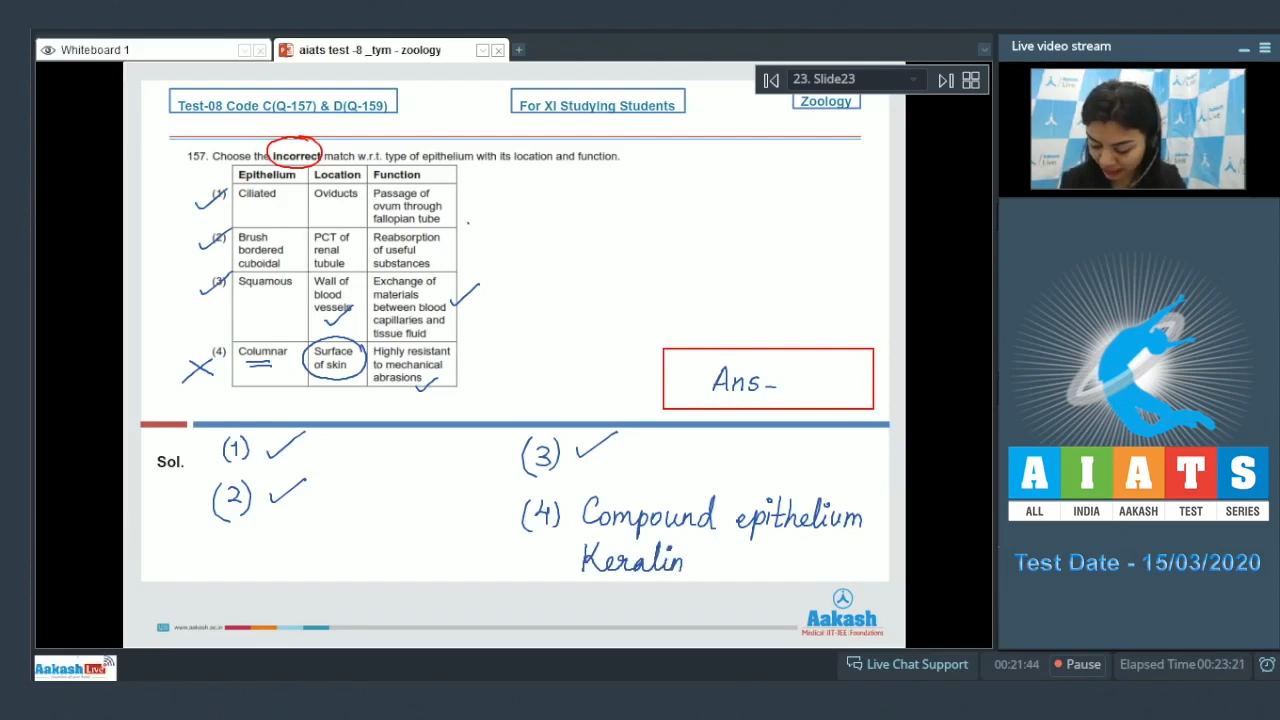 Whiteboard 1
aiats test -8 _tym - zoology
Live video stream
23. Slide23
Test-08 Code C(Q-157) & D(Q-159)
For XI Studying Students
Zoology
157. Choose the incorrect match w.r.t. type of epithelium with its location and function.
Epithelium Location Function
(1) Ciliated Oviducts Passage of
ovum through
fallopian tube
(2) Brush PCT of Reabsorption
bordered renal of useful
cuboidal tubule substances
(3) Squamous Wall of Exchange of
blood materials
vessels between blood
capillaries and
tissue fluid
(4) Columnar Surface Highly resistant
of skin to mechanical
abrasions
Ans -
Sol.
(1)
(2)
(3)
(4) Compound epithelium
Keralin
A I A T S
ALL INDIA AAKASH TEST SERIES
Test Date - 15/03/2020
www.aakash.ac.in
Aakash
Medical | IIT-JEE | Foundations
Aakash Live
Live Chat Support
00:21:44
Pause
Elapsed Time 00:23:21